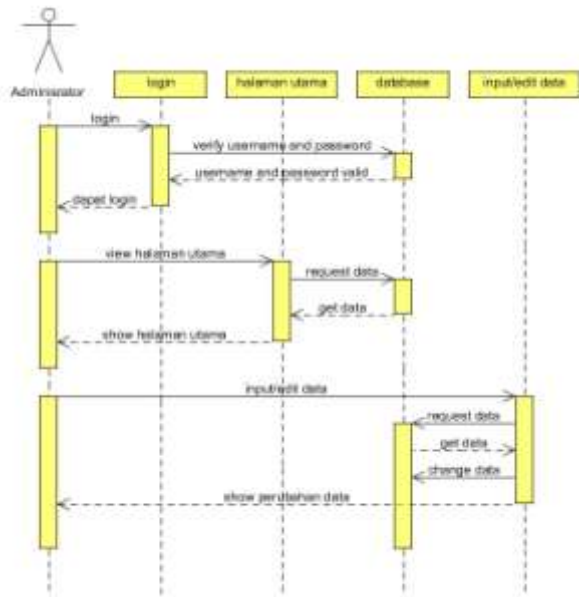 Administrator
login
halaman utama
database
input/edit data
login
verify username and password
username and password valid
dapat login
view halaman utama
request data
get data
show halaman utama
input/edit data
request data
get data
change data
show perubahan data